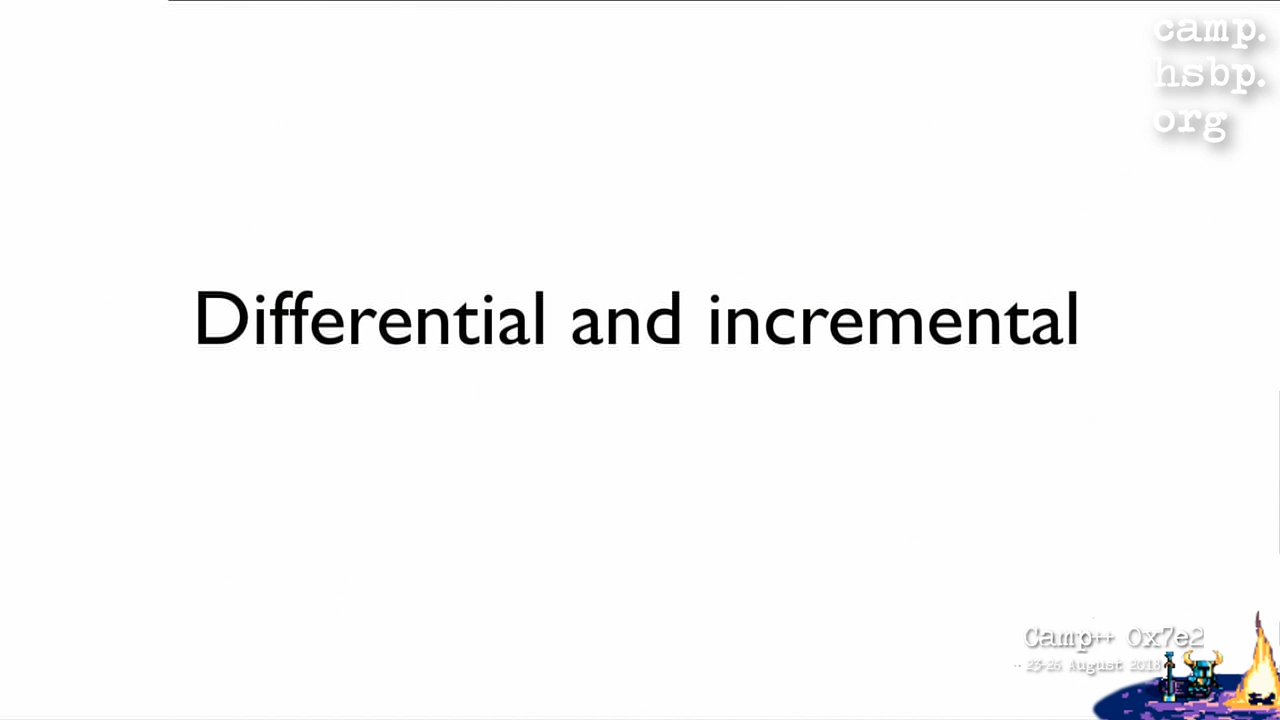 camp.
hsbp.
org
Differential and incremental
Camp++ 0x7e2
23-26 August 2018